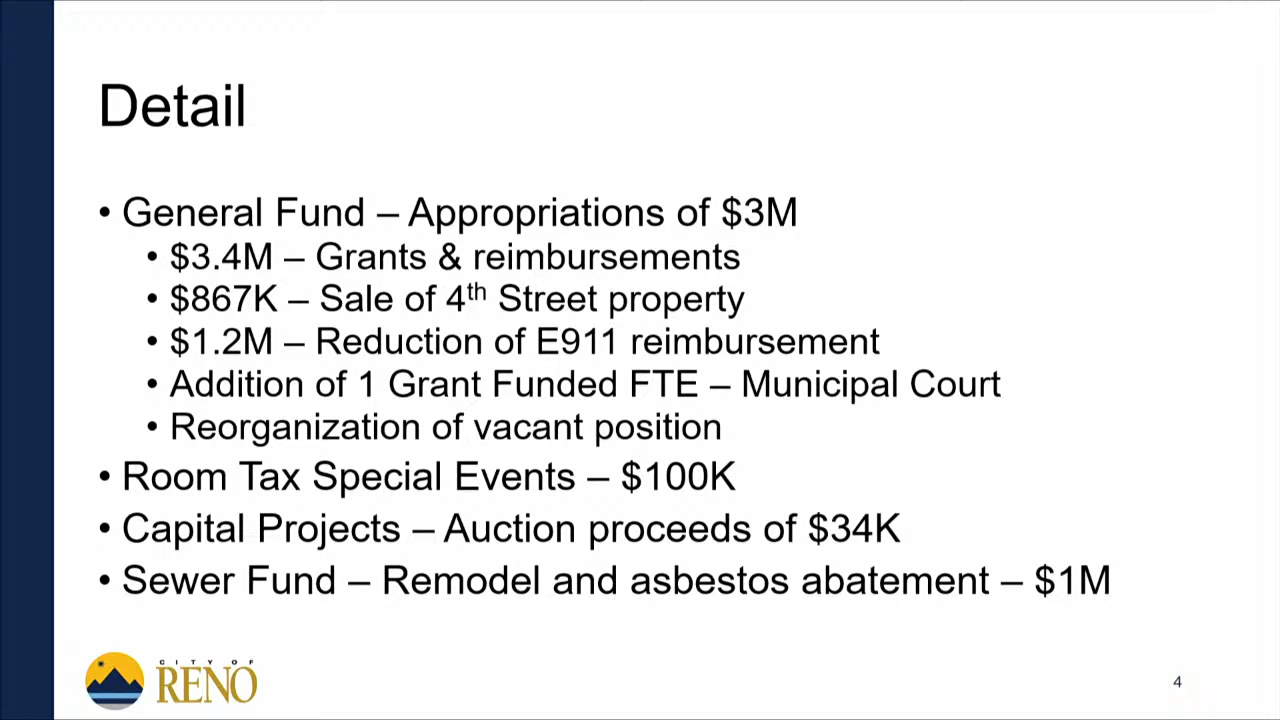 Detail
• General Fund – Appropriations of $3M
• $3.4M – Grants & reimbursements
• $867K – Sale of 4th Street property
• $1.2M – Reduction of E911 reimbursement
• Addition of 1 Grant Funded FTE – Municipal Court
• Reorganization of vacant position
• Room Tax Special Events – $100K
• Capital Projects – Auction proceeds of $34K
• Sewer Fund – Remodel and asbestos abatement – $1M
CITY OF
RENO
4